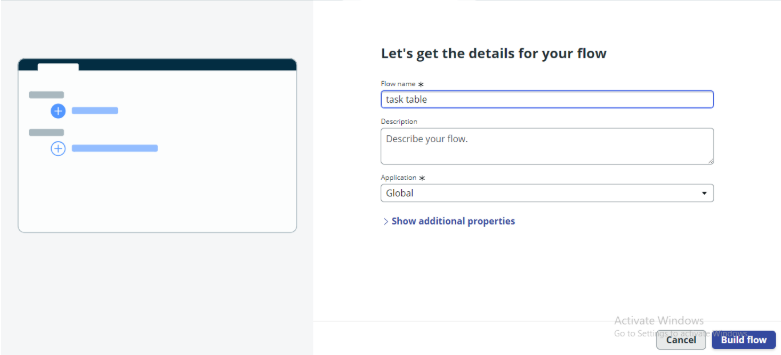 Let's get the details for your flow
Flow name *
task table
Description
Describe your flow.
Application *
Global
> Show additional properties
Activate Windows
Go to Settings to activate Windows.
Cancel
Build flow